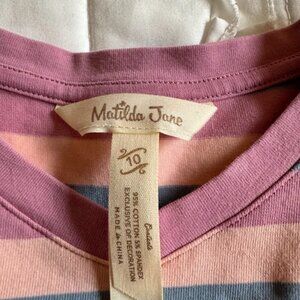 Matilda Jane
10
95% COTTON 5% SPANDEX
EXCLUSIVE OF DECORATION
MADE IN CHINA